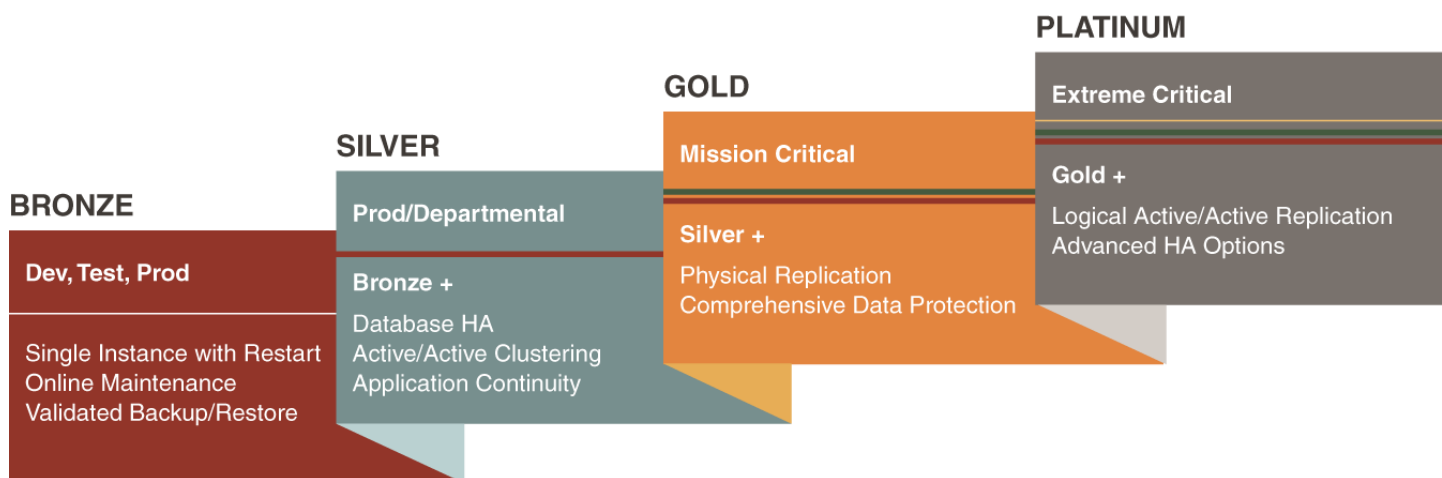 BRONZE
Dev, Test, Prod
Single Instance with Restart
Online Maintenance
Validated Backup/Restore
SILVER
Prod/Departmental
Bronze +
Database HA
Active/Active Clustering
Application Continuity
GOLD
Mission Critical
Silver +
Physical Replication
Comprehensive Data Protection
PLATINUM
Extreme Critical
Gold +
Logical Active/Active Replication
Advanced HA Options